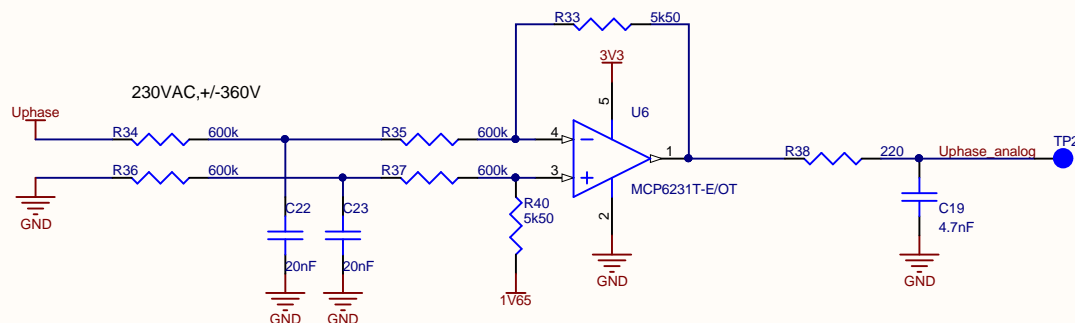 R33 5k50
3V3
230VAC,+/-360V
5
U6
Uphase
R34 600k R35 600k 4
1
R38 220 Uphase_analog TP2
R36 600k R37 600k 3
MCP6231T-E/OT
GND
R40
5k50
2
C22 C23
C19
4.7nF
20nF 20nF
GND
GND
1V65
GND GND